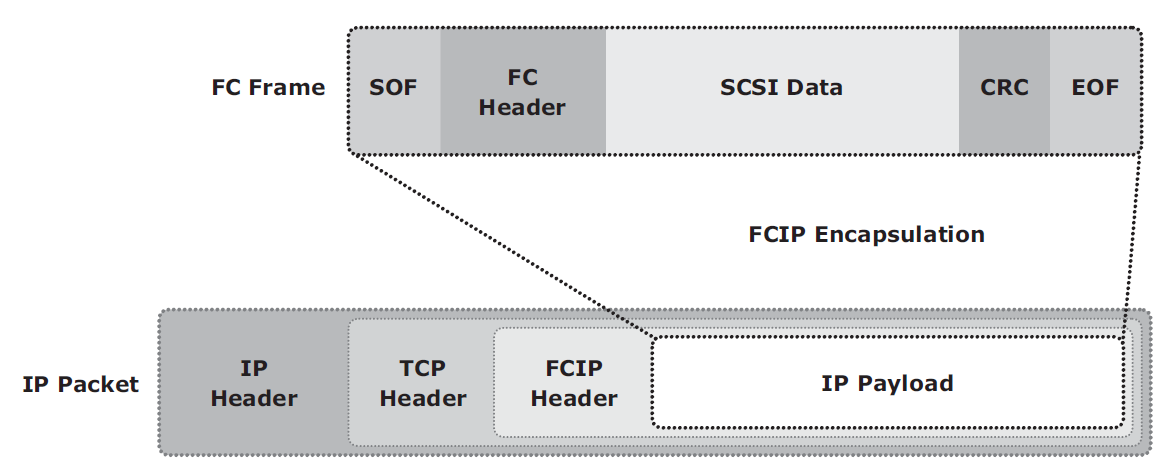 FC Frame
SOF
FC
Header
SCSI Data
CRC
EOF
FCIP Encapsulation
IP Packet
IP
Header
TCP
Header
FCIP
Header
IP Payload